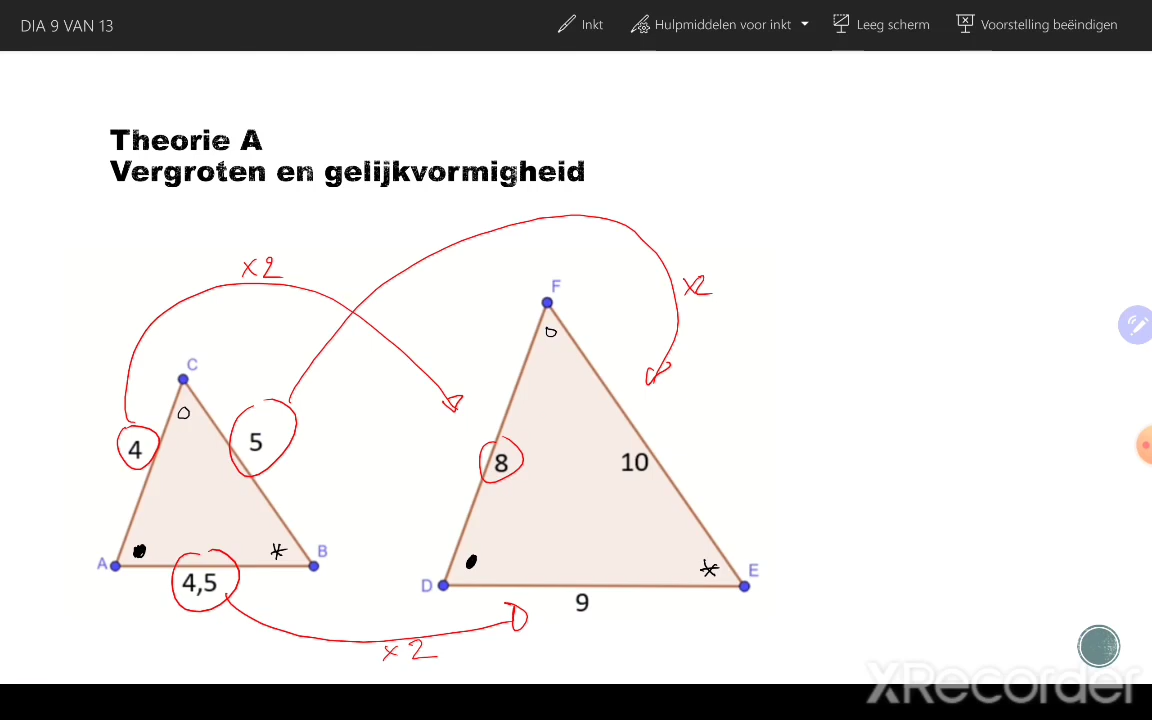 DIA 9 VAN 13
Inkt
Hulpmiddelen voor inkt
Leeg scherm
Voorstelling beëindigen
Theorie A
Vergroten en gelijkvormigheid
x2
x2
F
C
4
5
8
10
A
B
4,5
D
E
9
x2
XRecorder